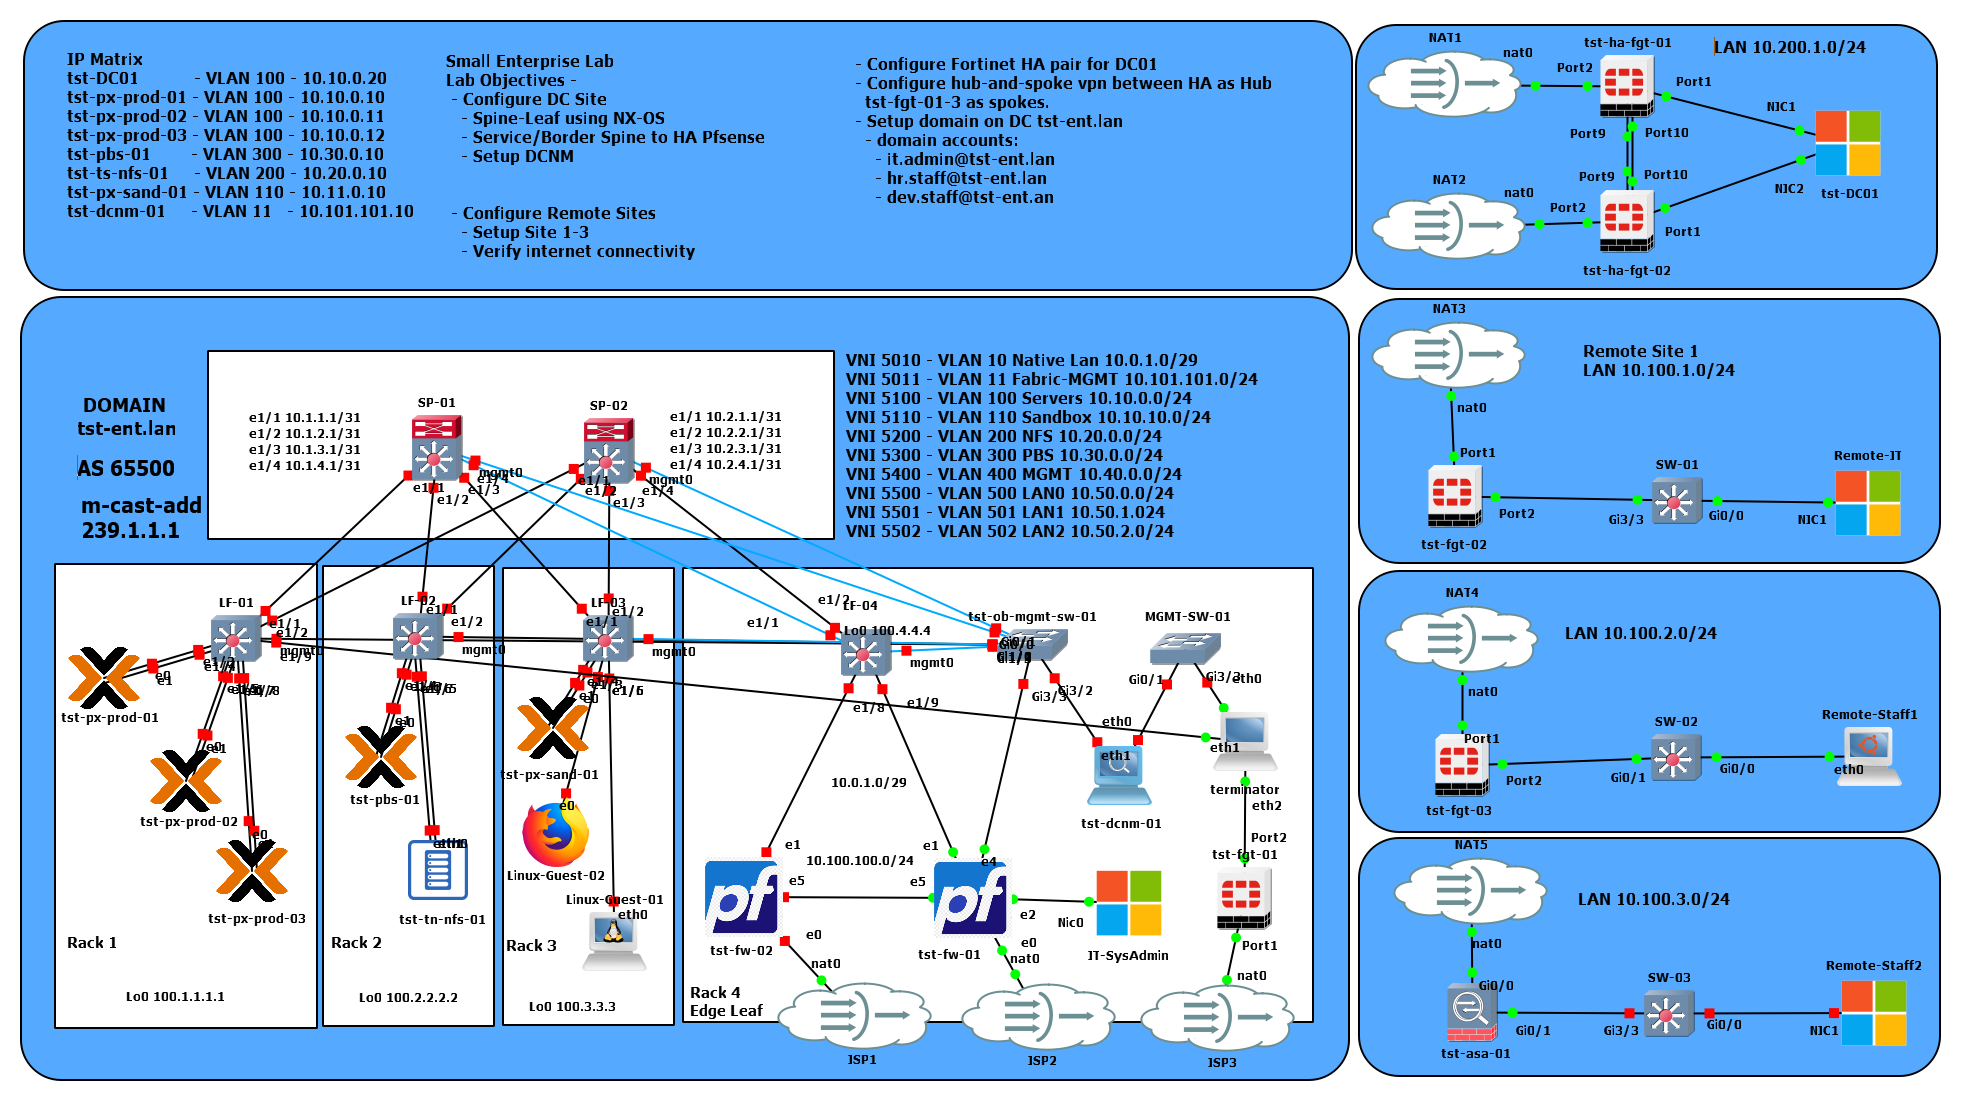 IP Matrix
tst-DC01 - VLAN 100 - 10.10.0.20
tst-px-prod-01 - VLAN 100 - 10.10.0.10
tst-px-prod-02 - VLAN 100 - 10.10.0.11
tst-px-prod-03 - VLAN 100 - 10.10.0.12
tst-pbs-01 - VLAN 300 - 10.30.0.10
tst-ts-nfs-01 - VLAN 200 - 10.20.0.10
tst-px-sand-01 - VLAN 110 - 10.11.0.10
tst-dcnm-01 - VLAN 11 - 10.101.101.10
Small Enterprise Lab
Lab Objectives -
- Configure DC Site
- Spine-Leaf using NX-OS
- Service/Border Spine to HA Pfsense
- Setup DCNM
- Configure Remote Sites
- Setup Site 1-3
- Verify internet connectivity
- Configure Fortinet HA pair for DC01
- Configure hub-and-spoke vpn between HA as Hub
tst-fgt-01-3 as spokes.
- Setup domain on DC tst-ent.lan
- domain accounts:
- it.admin@tst-ent.lan
- hr.staff@tst-ent.lan
- dev.staff@tst-ent.an
NAT1
nat0
Port2
tst-ha-fgt-01
LAN 10.200.1.0/24
Port1
NIC1
Port9
Port10
Port9
Port10
NIC2
tst-DC01
NAT2
nat0
Port2
Port1
tst-ha-fgt-02
DOMAIN
tst-ent.lan
AS 65500
m-cast-add
239.1.1.1
e1/1 10.1.1.1/31
e1/2 10.1.2.1/31
e1/3 10.1.3.1/31
e1/4 10.1.4.1/31
SP-01
e1/1
e1/2
e1/3
e1/4
mgmt0
SP-02
e1/1
e1/2
e1/3
e1/4
mgmt0
e1/1 10.2.1.1/31
e1/2 10.2.2.1/31
e1/3 10.2.3.1/31
e1/4 10.2.4.1/31
VNI 5010 - VLAN 10 Native Lan 10.0.1.0/29
VNI 5011 - VLAN 11 Fabric-MGMT 10.101.101.0/24
VNI 5100 - VLAN 100 Servers 10.10.0.0/24
VNI 5110 - VLAN 110 Sandbox 10.10.10.0/24
VNI 5200 - VLAN 200 NFS 10.20.0.0/24
VNI 5300 - VLAN 300 PBS 10.30.0.0/24
VNI 5400 - VLAN 400 MGMT 10.40.0.0/24
VNI 5500 - VLAN 500 LAN0 10.50.0.0/24
VNI 5501 - VLAN 501 LAN1 10.50.1.024
VNI 5502 - VLAN 502 LAN2 10.50.2.0/24
LF-01
e1/1
e1/2
mgmt0
e1/9
e0
e1
tst-px-prod-01
e0
e1
tst-px-prod-02
e0
tst-px-prod-03
Rack 1
Lo0 100.1.1.1.1
LF-02
e1/1
e1/2
mgmt0
e1
e0
tst-pbs-01
tst-tn-nfs-01
Rack 2
Lo0 100.2.2.2.2
LF-03
e1/2
e1/1
mgmt0
e1
e0
tst-px-sand-01
e0
Linux-Guest-02
Linux-Guest-01
eth0
Rack 3
Lo0 100.3.3.3
e1/2
LF-04
e1/1
Lo0 100.4.4.4
mgmt0
e1/8
e1/9
tst-ob-mgmt-sw-01
Gi3/2
Gi3/3
MGMT-SW-01
Gi0/1
eth0
eth0
eth1
tst-dcnm-01
eth1
terminator
eth2
10.0.1.0/29
e1
10.100.100.0/24
e5
e0
tst-fw-02
nat0
e1
e4
e5
e2
e0
tst-fw-01
nat0
Nic0
IT-SysAdmin
Port2
tst-fgt-01
Port1
nat0
Rack 4
Edge Leaf
ISP1
ISP2
ISP3
NAT3
Remote Site 1
LAN 10.100.1.0/24
nat0
Port1
Port2
tst-fgt-02
SW-01
Gi3/3
Gi0/0
Remote-IT
NIC1
NAT4
LAN 10.100.2.0/24
nat0
Port1
Port2
tst-fgt-03
SW-02
Gi0/1
Gi0/0
Remote-Staff1
eth0
NAT5
LAN 10.100.3.0/24
nat0
Gi0/0
Gi0/1
tst-asa-01
SW-03
Gi3/3
Gi0/0
Remote-Staff2
NIC1